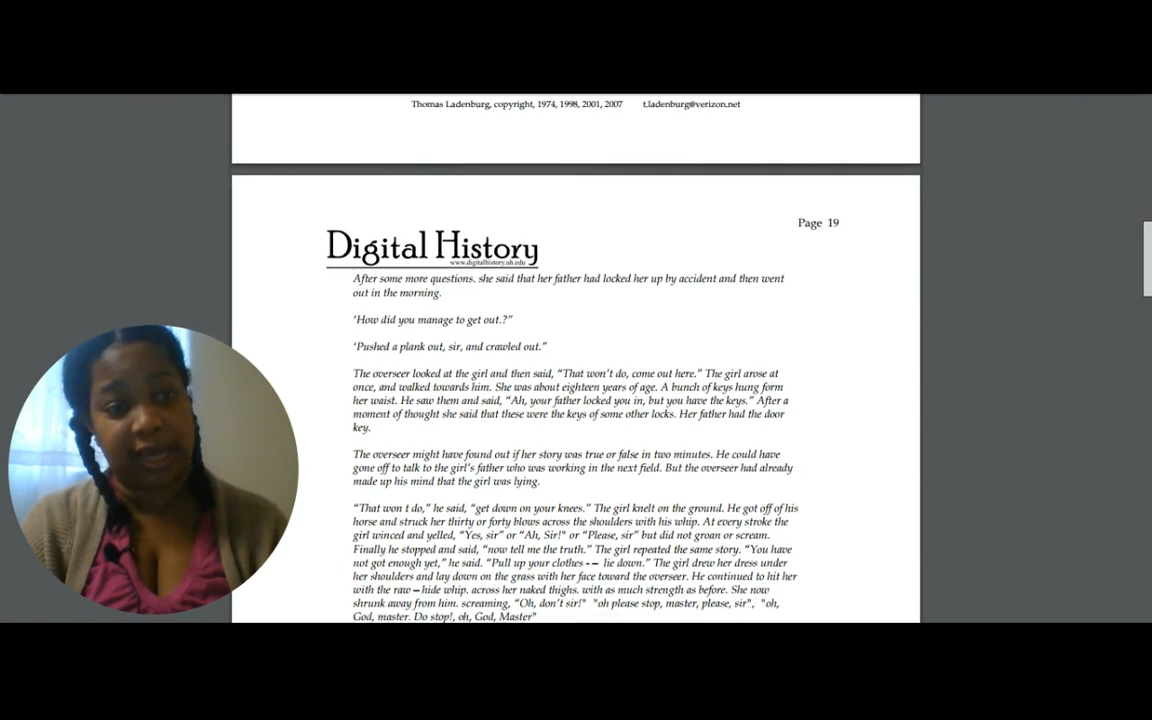 Thomas Ladenburg, copyright, 1974, 1998, 2001, 2007 t.ladenburg@verizon.net
Page 19
Digital History
www.digitalhistory.uh.edu
After some more questions. she said that her father had locked her up by accident and then went
out in the morning.
'How did you manage to get out.?"
'Pushed a plank out, sir, and crawled out."
The overseer looked at the girl and then said, "That won't do, come out here." The girl arose at
once, and walked towards him. She was about eighteen years of age. A bunch of keys hung form
her waist. He saw them and said, "Ah, your father locked you in, but you have the keys." After a
moment of thought she said that these were the keys of some other locks. Her father had the door
key.
The overseer might have found out if her story was true or false in two minutes. He could have
gone off to talk to the girl's father who was working in the next field. But the overseer had already
made up his mind that the girl was lying.
"That won t do," he said, "get down on your knees." The girl knelt on the ground. He got off of his
horse and struck her thirty or forty blows across the shoulders with his whip. At every stroke the
girl winced and yelled, "Yes, sir" or "Ah, Sir!" or "Please, sir" but did not groan or scream.
Finally he stopped and said, "now tell me the truth." The girl repeated the same story. "You have
not got enough yet," he said. "Pull up your clothes -— lie down." The girl drew her dress under
her shoulders and lay down on the grass with her face toward the overseer. He continued to hit her
with the raw — hide whip. across her naked thighs. with as much strength as before. She now
shrunk away from him. screaming, "Oh, don't sir!" "oh please stop, master, please, sir", "oh,
God, master. Do stop!, oh, God, Master"